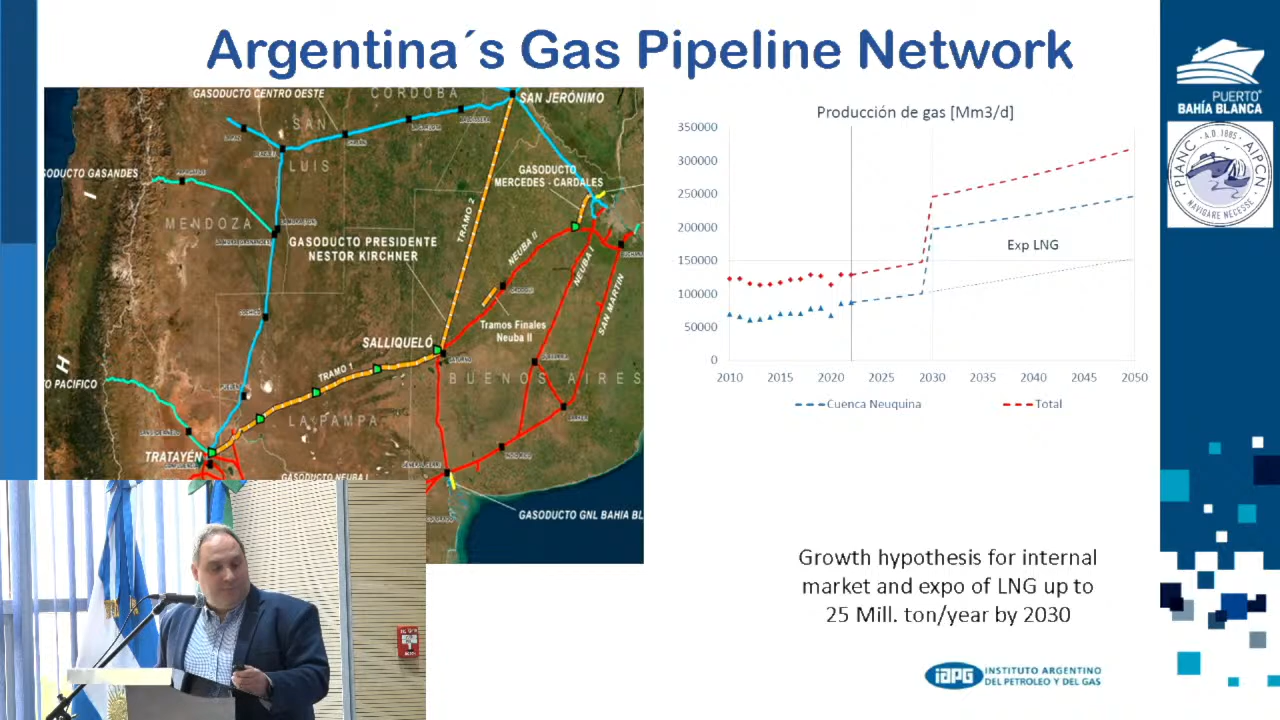 Argentina´s Gas Pipeline Network
GASODUCTO CENTRO OESTE
CORDOBA
SAN JERÓNIMO
SAN
LUIS
GASODUCTO
MERCEDES - CARDALES
ODUCTO GASANDES
MENDOZA
TRAMO 2
GASODUCTO PRESIDENTE
NESTOR KIRCHNER
NEUBA II
NEUBA I
SAN MARTIN
Tramos Finales
Neuba II
SALLIQUELÓ
TRAMO 1
BUENOS AIRES
H
I
O PACIFICO
LA PAMPA
TRATAYÉN
GASODUCTO NEUBA I
GASODUCTO GNL BAHIA BL
Producción de gas [Mm3/d]
350000
300000
250000
200000
150000
100000
50000
0
Exp LNG
2010 2015 2020 2025 2030 2035 2040 2045 2050
Cuenca Neuquina Total
Growth hypothesis for internal
market and expo of LNG up to
25 Mill. ton/year by 2030
iAPG INSTITUTO ARGENTINO
DEL PETROLEO Y DEL GAS
PUERTO
BAHÍA BLANCA
PIANC · A.D. 1885 · AIPCN
NAVIGARE NECESSE